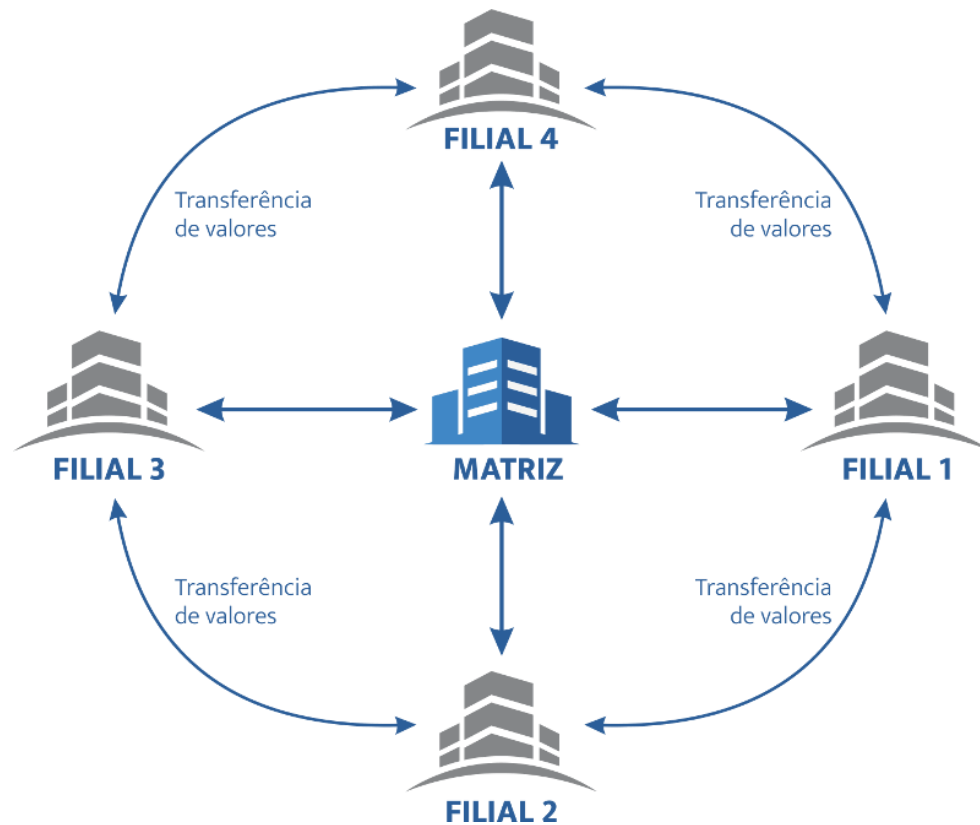 FILIAL 4
Transferência
de valores
Transferência
de valores
FILIAL 3
MATRIZ
FILIAL 1
Transferência
de valores
Transferência
de valores
FILIAL 2